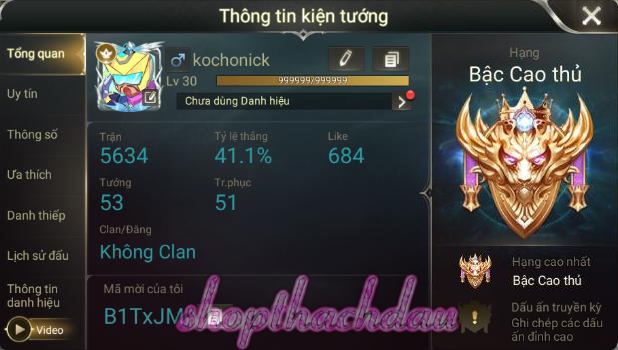 Thông tin kiện tướng
Tổng quan
Uy tín
Thông số
Ưa thích
Danh thiếp
Lịch sử đấu
Thông tin
danh hiệu
Video
kochonick
Lv 30
999999/999999
Chưa dùng Danh hiệu
Trận
5634
Tỷ lệ thắng
41.1%
Like
684
Tướng
53
Tr.phục
51
Clan/Đăng
Không Clan
Mã mời của tôi
B1TxJM
shopthachdau
Hạng
Bậc Cao thủ
Hạng cao nhất
Bậc Cao thủ
Dấu ấn truyền kỳ
Ghi chép các dấu
ấn đỉnh cao